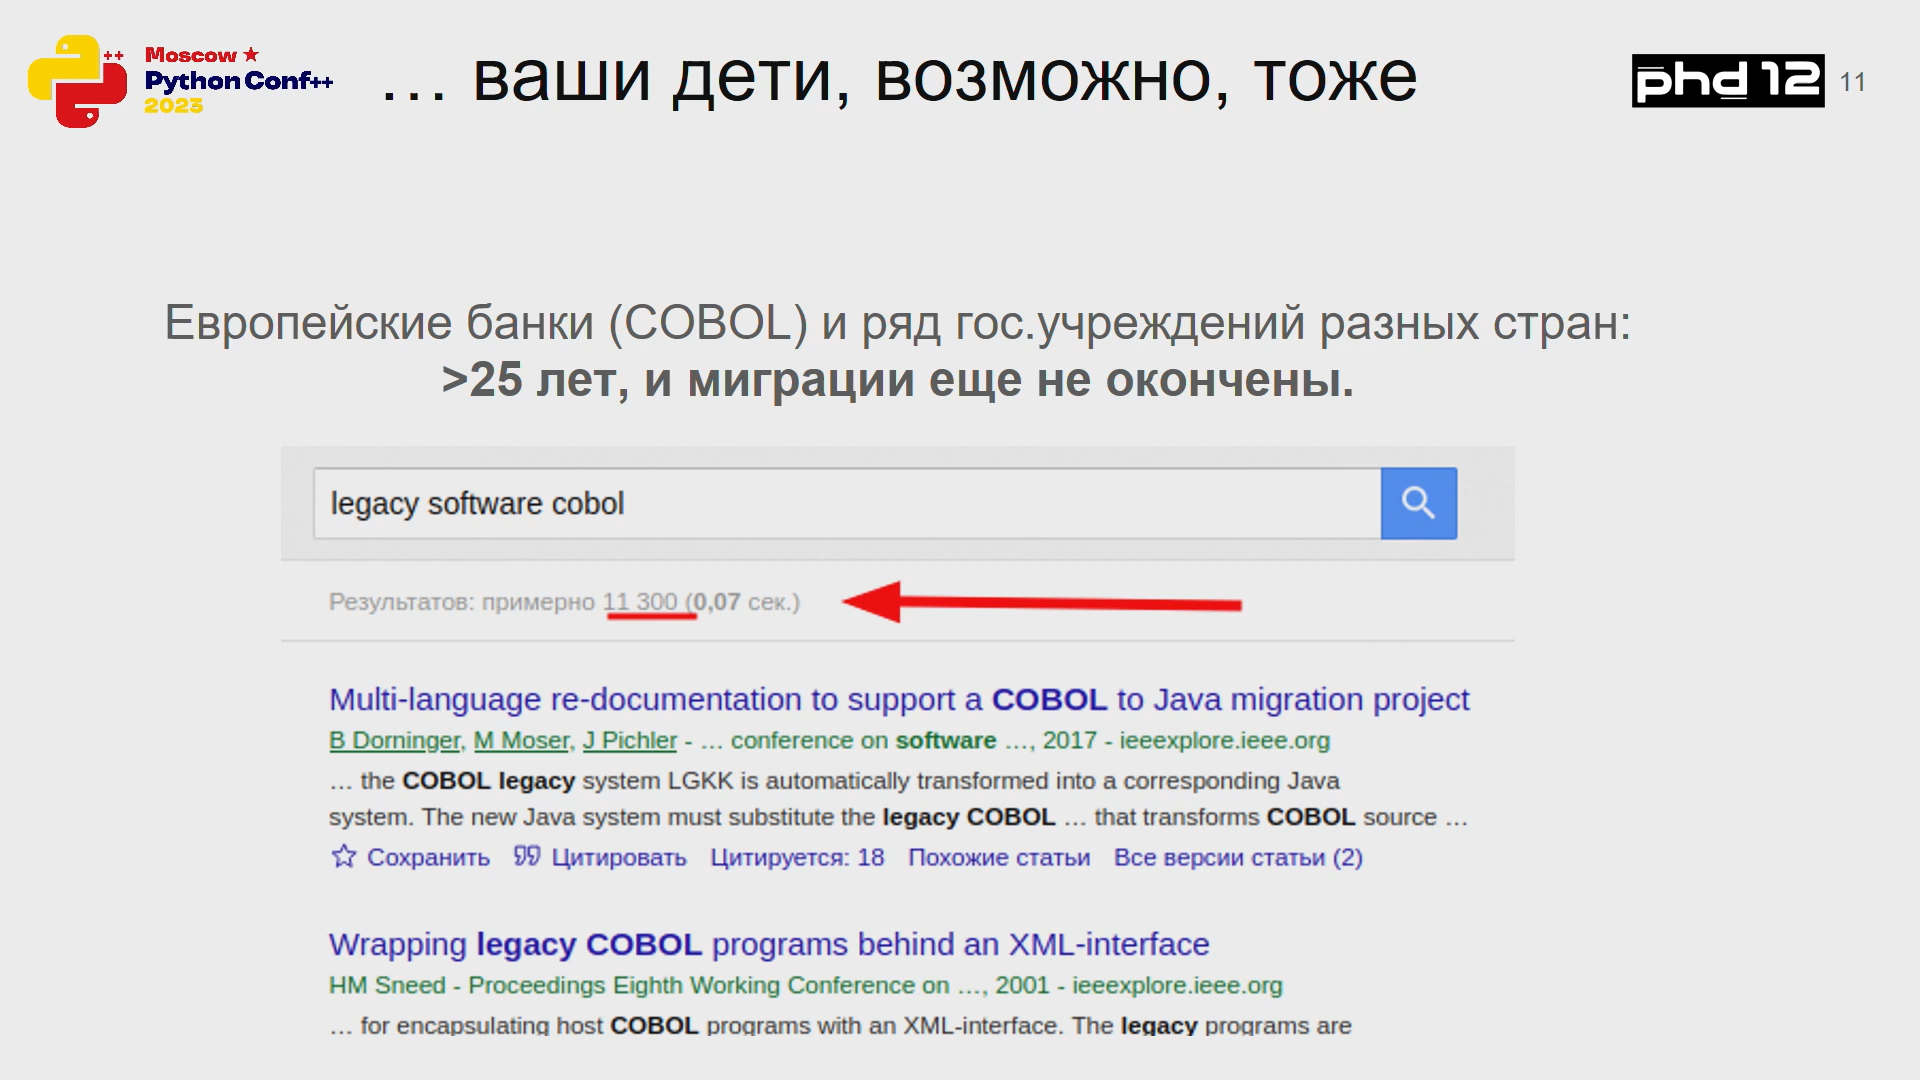 ++
Moscow ★
Python Conf++
2023
… ваши дети, возможно, тоже
phd 12
11
Европейские банки (COBOL) и ряд гос.учреждений разных стран:
>25 лет, и миграции еще не окончены.
legacy software cobol
Результатов: примерно 11 300 (0,07 сек.)
Multi-language re-documentation to support a COBOL to Java migration project
B Dorninger, M Moser, J Pichler - … conference on software …, 2017 - ieeexplore.ieee.org
… the COBOL legacy system LGKK is automatically transformed into a corresponding Java
system. The new Java system must substitute the legacy COBOL … that transforms COBOL source …
Сохранить Цитировать Цитируется: 18 Похожие статьи Все версии статьи (2)
Wrapping legacy COBOL programs behind an XML-interface
HM Sneed - Proceedings Eighth Working Conference on …, 2001 - ieeexplore.ieee.org
… for encapsulating host COBOL programs with an XML-interface. The legacy programs are